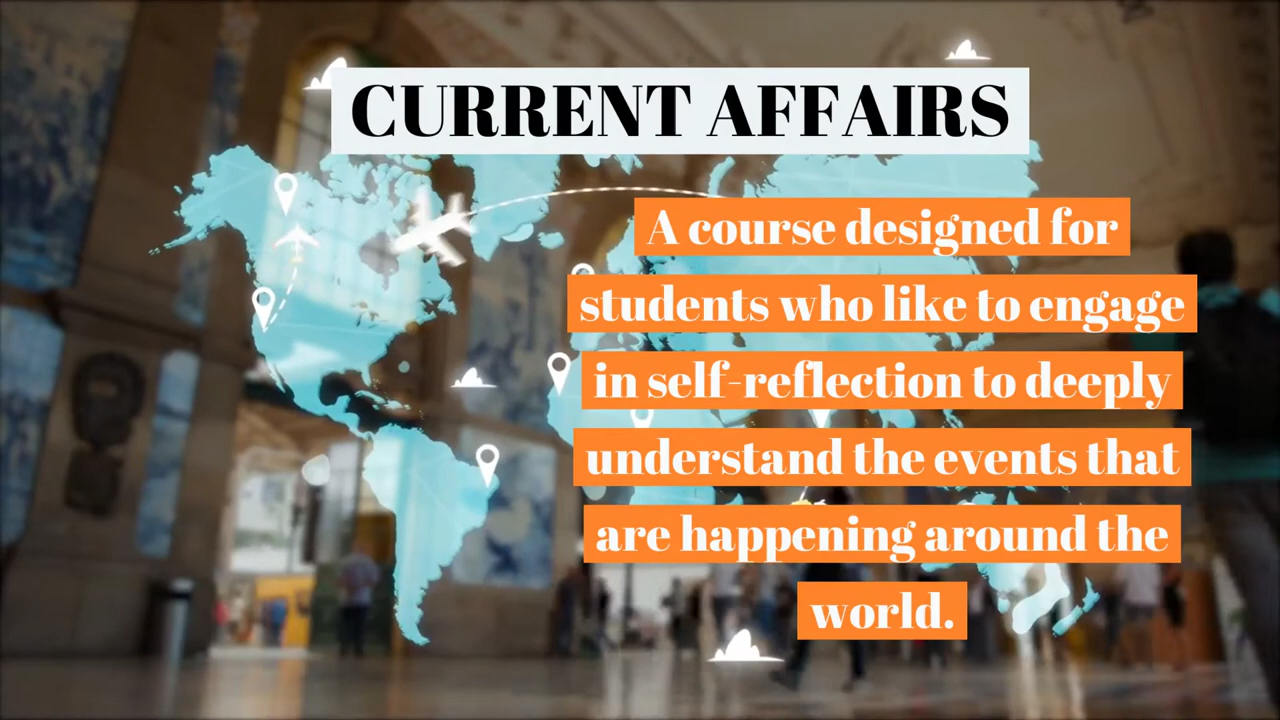 CURRENT AFFAIRS
A course designed for
students who like to engage
in self-reflection to deeply
understand the events that
are happening around the
world.